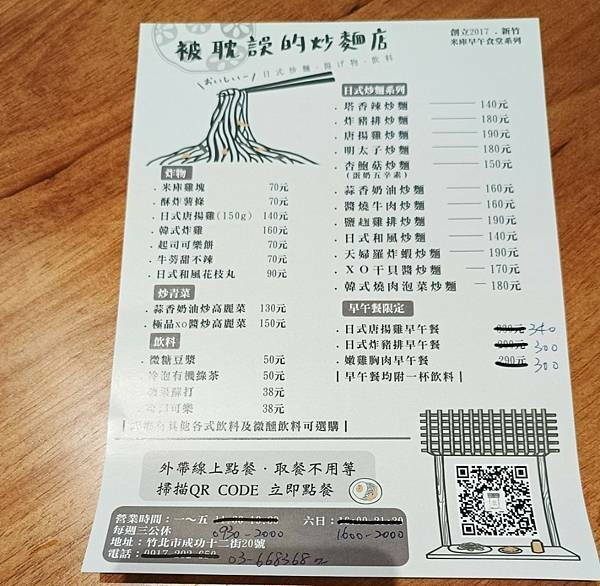 被耽誤的炒麵店
おいしいー
日式炒麵．揚げ物．飲料
創立2017．新竹
米庫早午食堂系列
日式炒麵系列
．塔香辣炒麵 140元
．炸豬排炒麵 180元
．唐揚雞炒麵 190元
．明太子炒麵 180元
．杏鮑菇炒麵 150元
(蛋奶五辛素)
．蒜香奶油炒麵 160元
．醬燒牛肉炒麵 160元
．鹽麴雞排炒麵 190元
．日式和風炒麵 140元
．天婦羅炸蝦炒麵 190元
．XO干貝醬炒麵 170元
．韓式燒肉泡菜炒麵 180元
炸物
．米庫雞塊 70元
．酥炸薯條 70元
．日式唐揚雞(150g) 140元
．韓式炸雞 160元
．起司可樂餅 70元
．牛蒡甜不辣 70元
．日式和風花枝丸 90元
炒青菜
．蒜香奶油炒高麗菜 130元
．極品xo醬炒高麗菜 150元
飲料
．微糖豆漿 50元
．冷泡有機綠茶 50元
蘇打 38元
可樂 38元
其他各式飲料及微醺飲料可選購|
早午餐限定
．日式唐揚雞早午餐 340
．日式炸豬排早午餐 300
．嫩雞胸肉早午餐 290元 300
|早午餐均附一杯飲料|
外帶線上點餐．取餐不用等
掃描QR CODE 立即點餐
營業時間：一～五 六日：
每週三公休 0930-2000 1600-2000
地址：竹北市成功十二街20號
電話： 03-668368